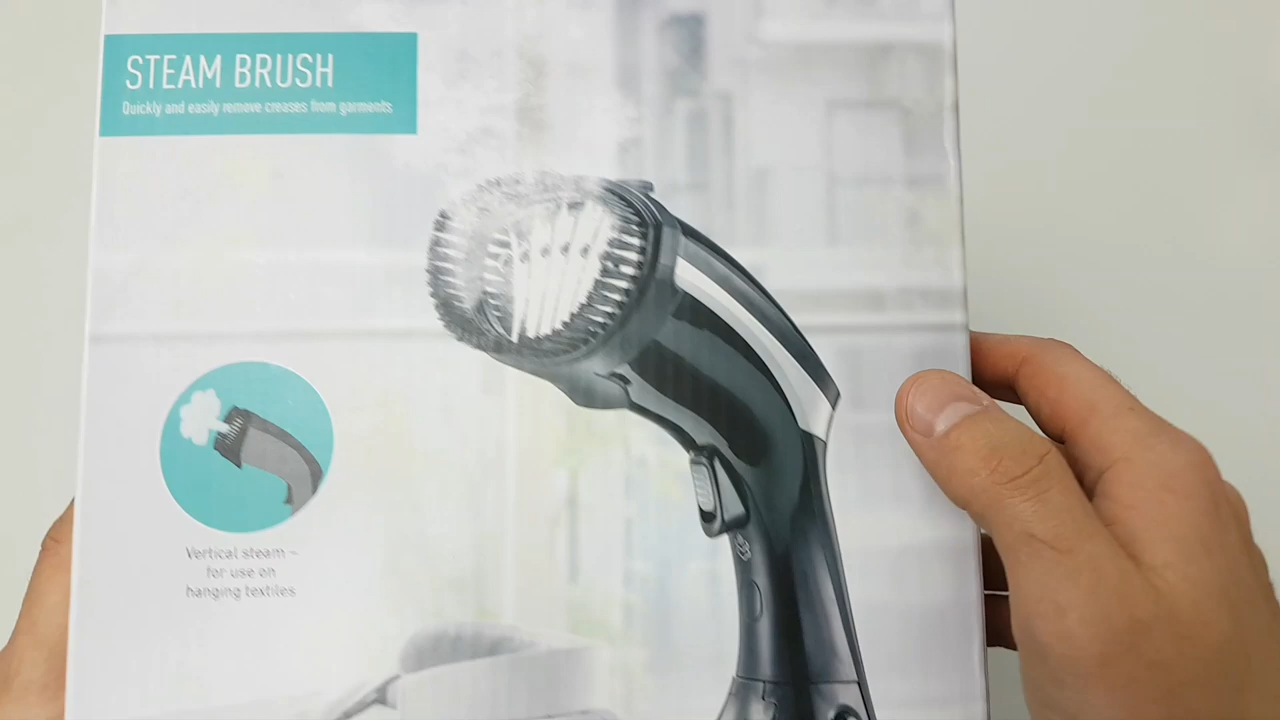 STEAM BRUSH
Quickly and easily remove creases from garments
Vertical steam –
for use on
hanging textiles